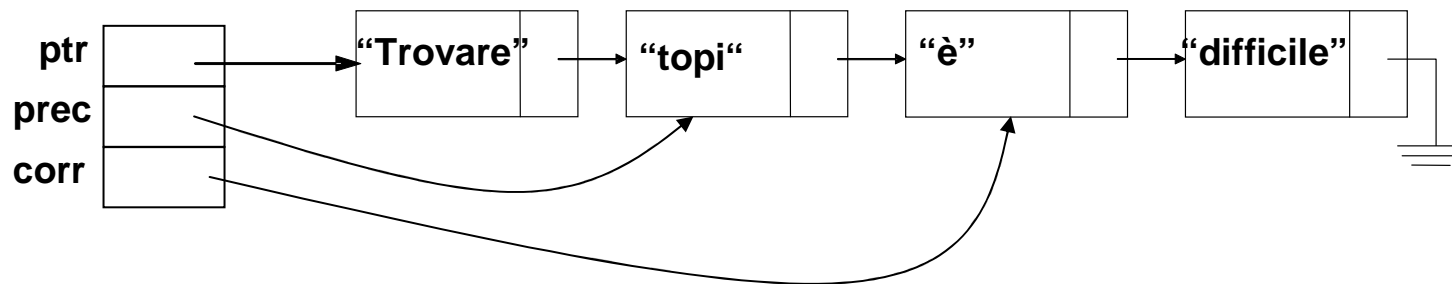 ptr
“Trovare” “topi“ “è” “difficile”
prec
corr